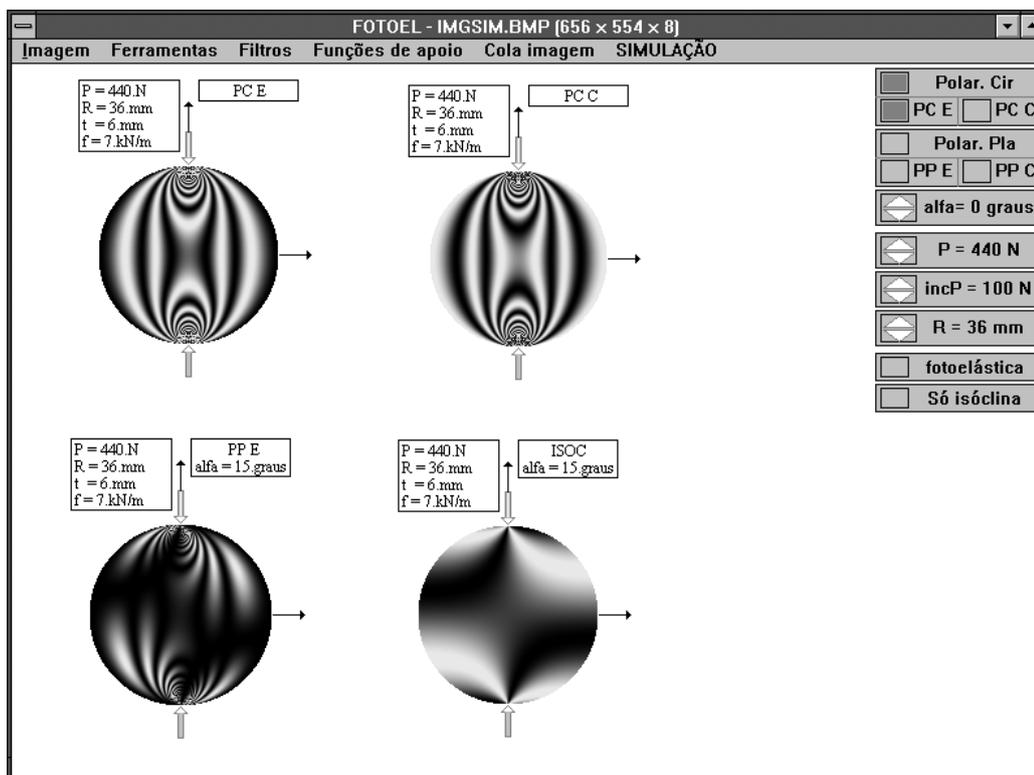 FOTOEL - IMGSIM.BMP (656 x 554 x 8)
Imagem Ferramentas Filtros Funções de apoio Cola imagem SIMULAÇÃO
P = 440.N
R = 36.mm
t = 6.mm
f = 7.kN/m
PC E
P = 440.N
R = 36.mm
t = 6.mm
f = 7.kN/m
PC C
Polar. Cir
PC E PC C
Polar. Pla
PP E PP C
alfa= 0 graus
P = 440 N
incP = 100 N
R = 36 mm
fotoelástica
Só isóclina
P = 440.N
R = 36.mm
t = 6.mm
f = 7.kN/m
PP E
alfa = 15.graus
P = 440.N
R = 36.mm
t = 6.mm
f = 7.kN/m
ISOC
alfa = 15.graus